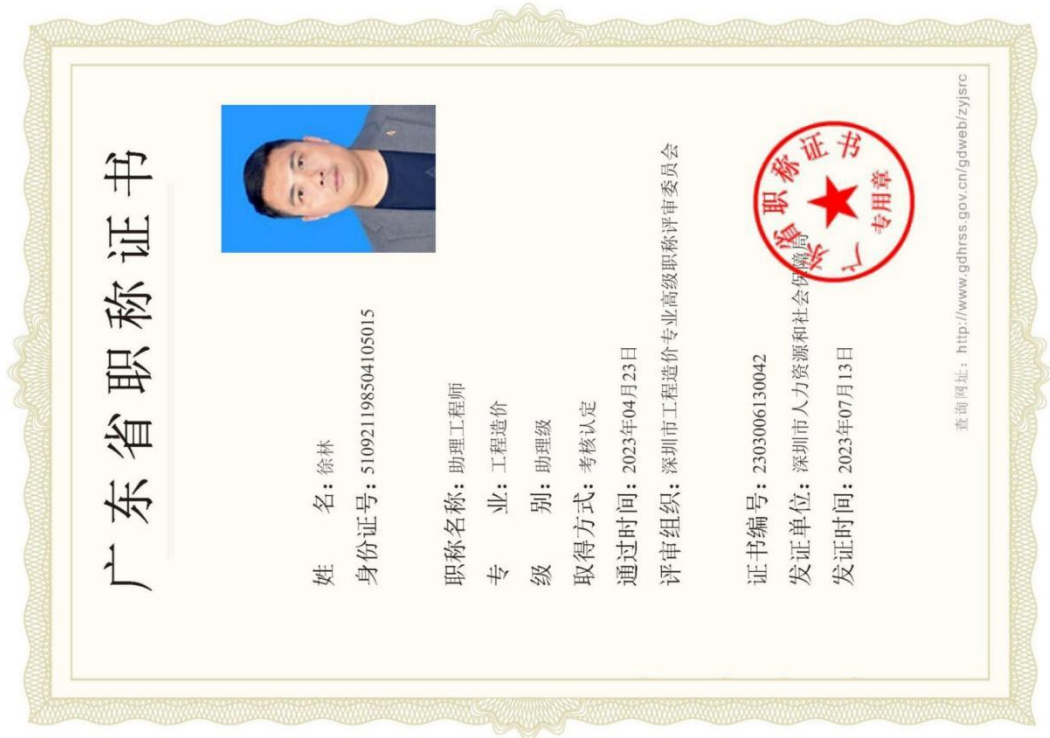 广东省职称证书
姓 名：徐林
身份证号：510921198504105015
职称名称：助理工程师
专 业：工程造价
级 别：助理级
取得方式：考核认定
通过时间：2023年04月23日
评审组织：深圳市工程造价专业高级职称评审委员会
证书编号：2303006130042
发证单位：深圳市人力资源和社会保障局
发证时间：2023年07月13日
广东省职称证书
专用章
查询网址：http://www.gdhrss.gov.cn/gdweb/zyjsrc